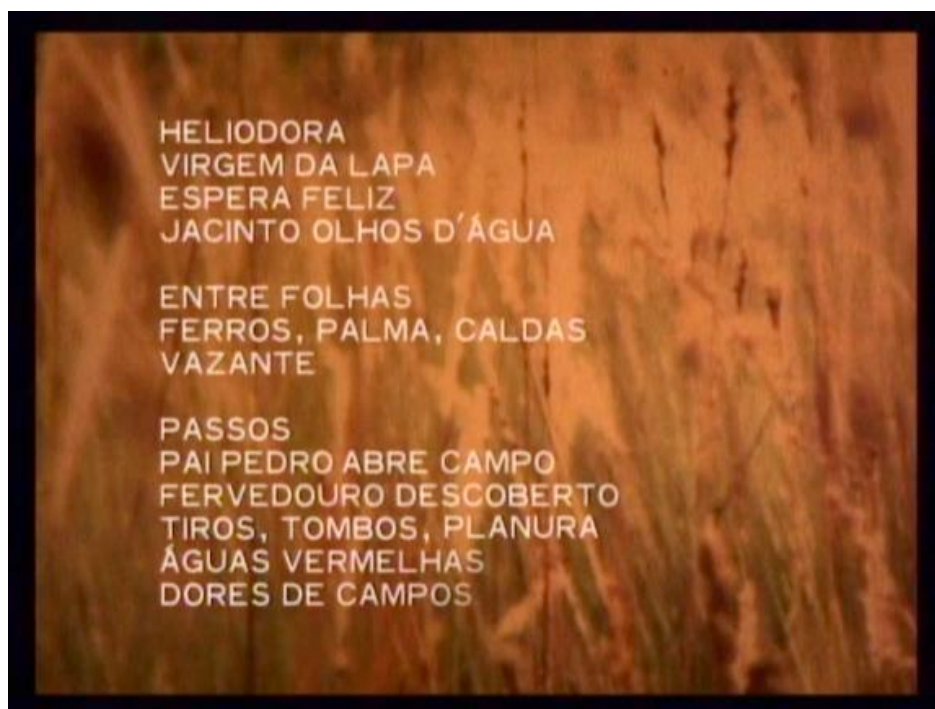 HELIODORA
VIRGEM DA LAPA
ESPERA FELIZ
JACINTO OLHOS D´ÁGUA
ENTRE FOLHAS
FERROS, PALMA, CALDAS
VAZANTE
PASSOS
PAI PEDRO ABRE CAMPO
FERVEDOURO DESCOBERTO
TIROS, TOMBOS, PLANURA
ÁGUAS VERMELHAS
DORES DE CAMPOS